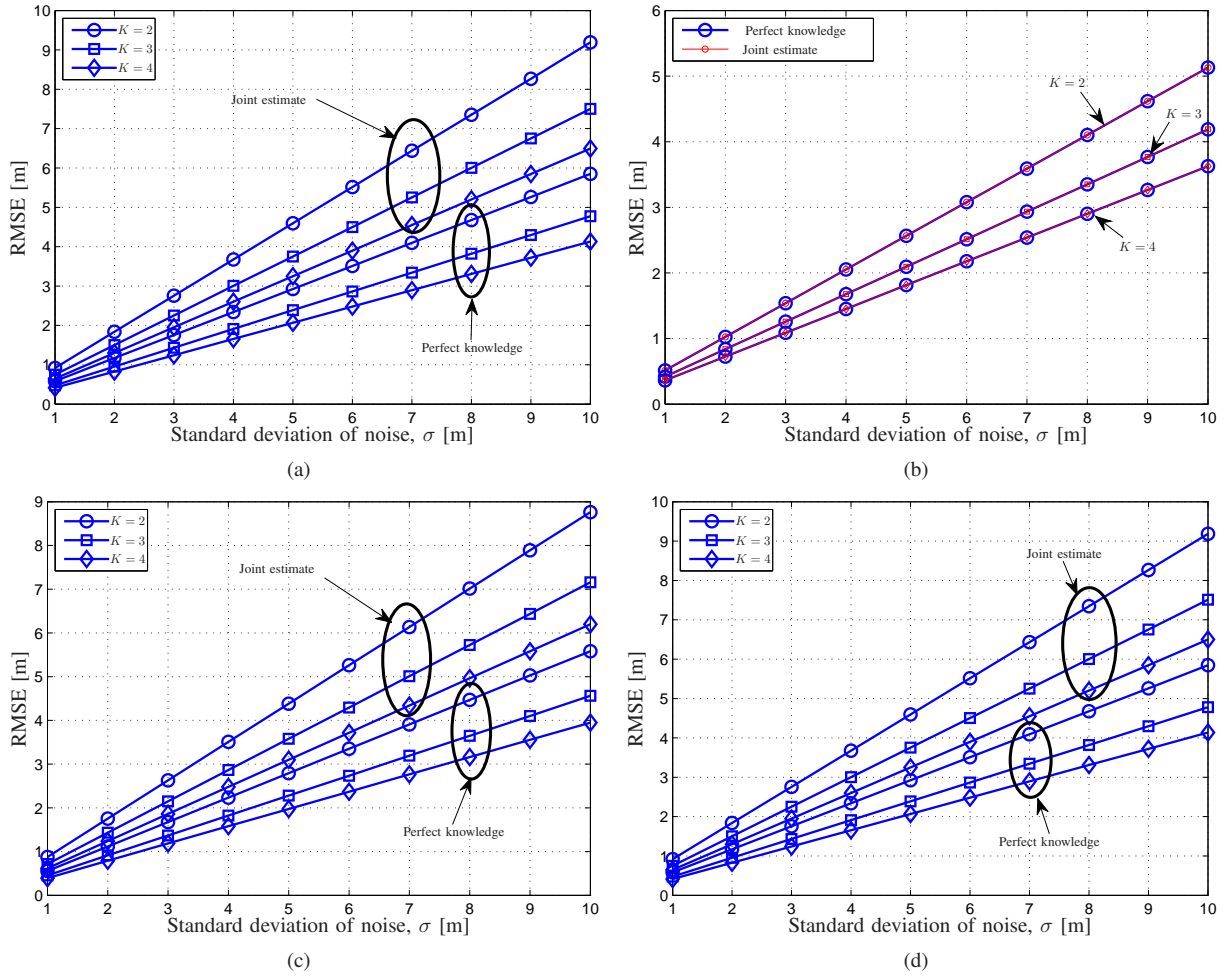 10
9
8
7
6
5
4
3
2
1
0
RMSE [m]
K = 2
K = 3
K = 4
Joint estimate
Perfect knowledge
1 2 3 4 5 6 7 8 9 10
Standard deviation of noise, σ [m]
(a)
6
5
4
3
2
1
0
RMSE [m]
Perfect knowledge
Joint estimate
K = 2
K = 3
K = 4
1 2 3 4 5 6 7 8 9 10
Standard deviation of noise, σ [m]
(b)
9
8
7
6
5
4
3
2
1
0
RMSE [m]
K = 2
K = 3
K = 4
Joint estimate
Perfect knowledge
1 2 3 4 5 6 7 8 9 10
Standard deviation of noise, σ [m]
(c)
10
9
8
7
6
5
4
3
2
1
0
RMSE [m]
K = 2
K = 3
K = 4
Joint estimate
Perfect knowledge
1 2 3 4 5 6 7 8 9 10
Standard deviation of noise, σ [m]
(d)